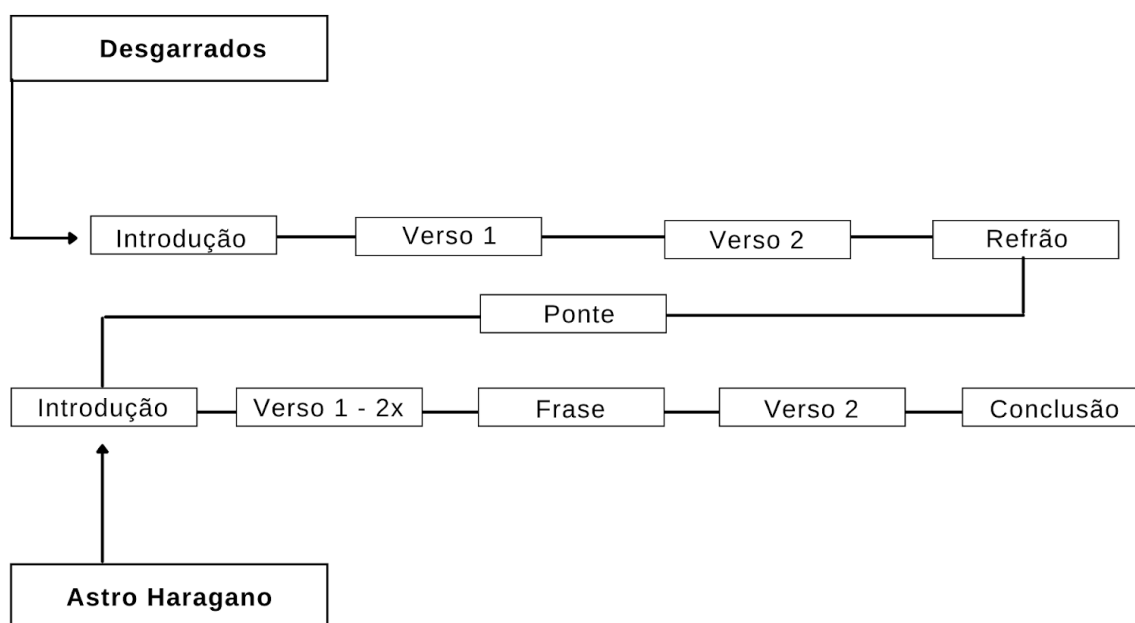 Desgarrados
Introdução
Verso 1
Verso 2
Refrão
Ponte
Introdução
Verso 1 - 2x
Frase
Verso 2
Conclusão
Astro Haragano